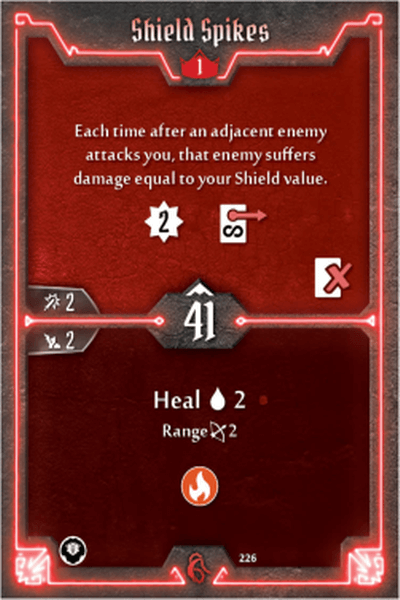 Shield Spikes
1
Each time after an adjacent enemy
attacks you, that enemy suffers
damage equal to your Shield value.
2
2
41
2
Heal 2
Range 2
226